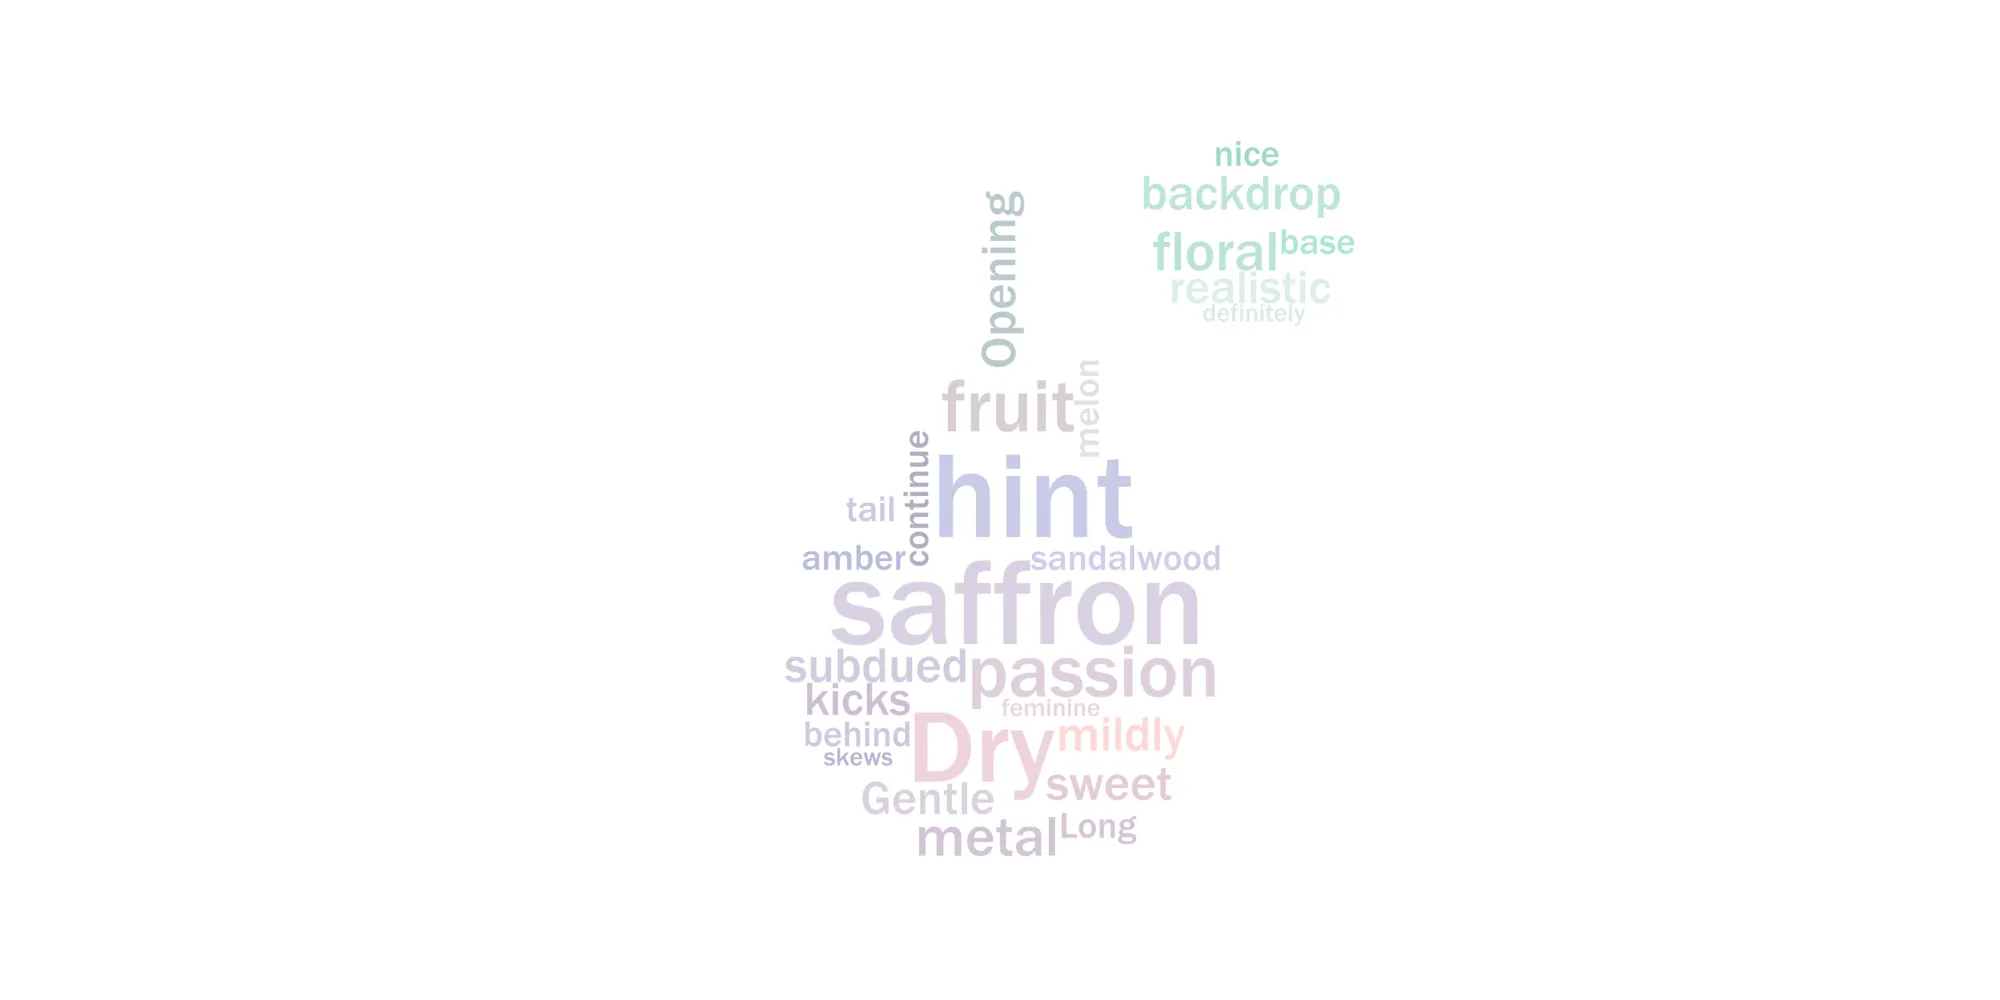 nice
backdrop
floral base
realistic
definitely
Opening
fruit melon
continue
hint
tail
amber sandalwood
saffron
subdued passion
kicks feminine
behind Dry mildly
skews sweet
Gentle
metal Long